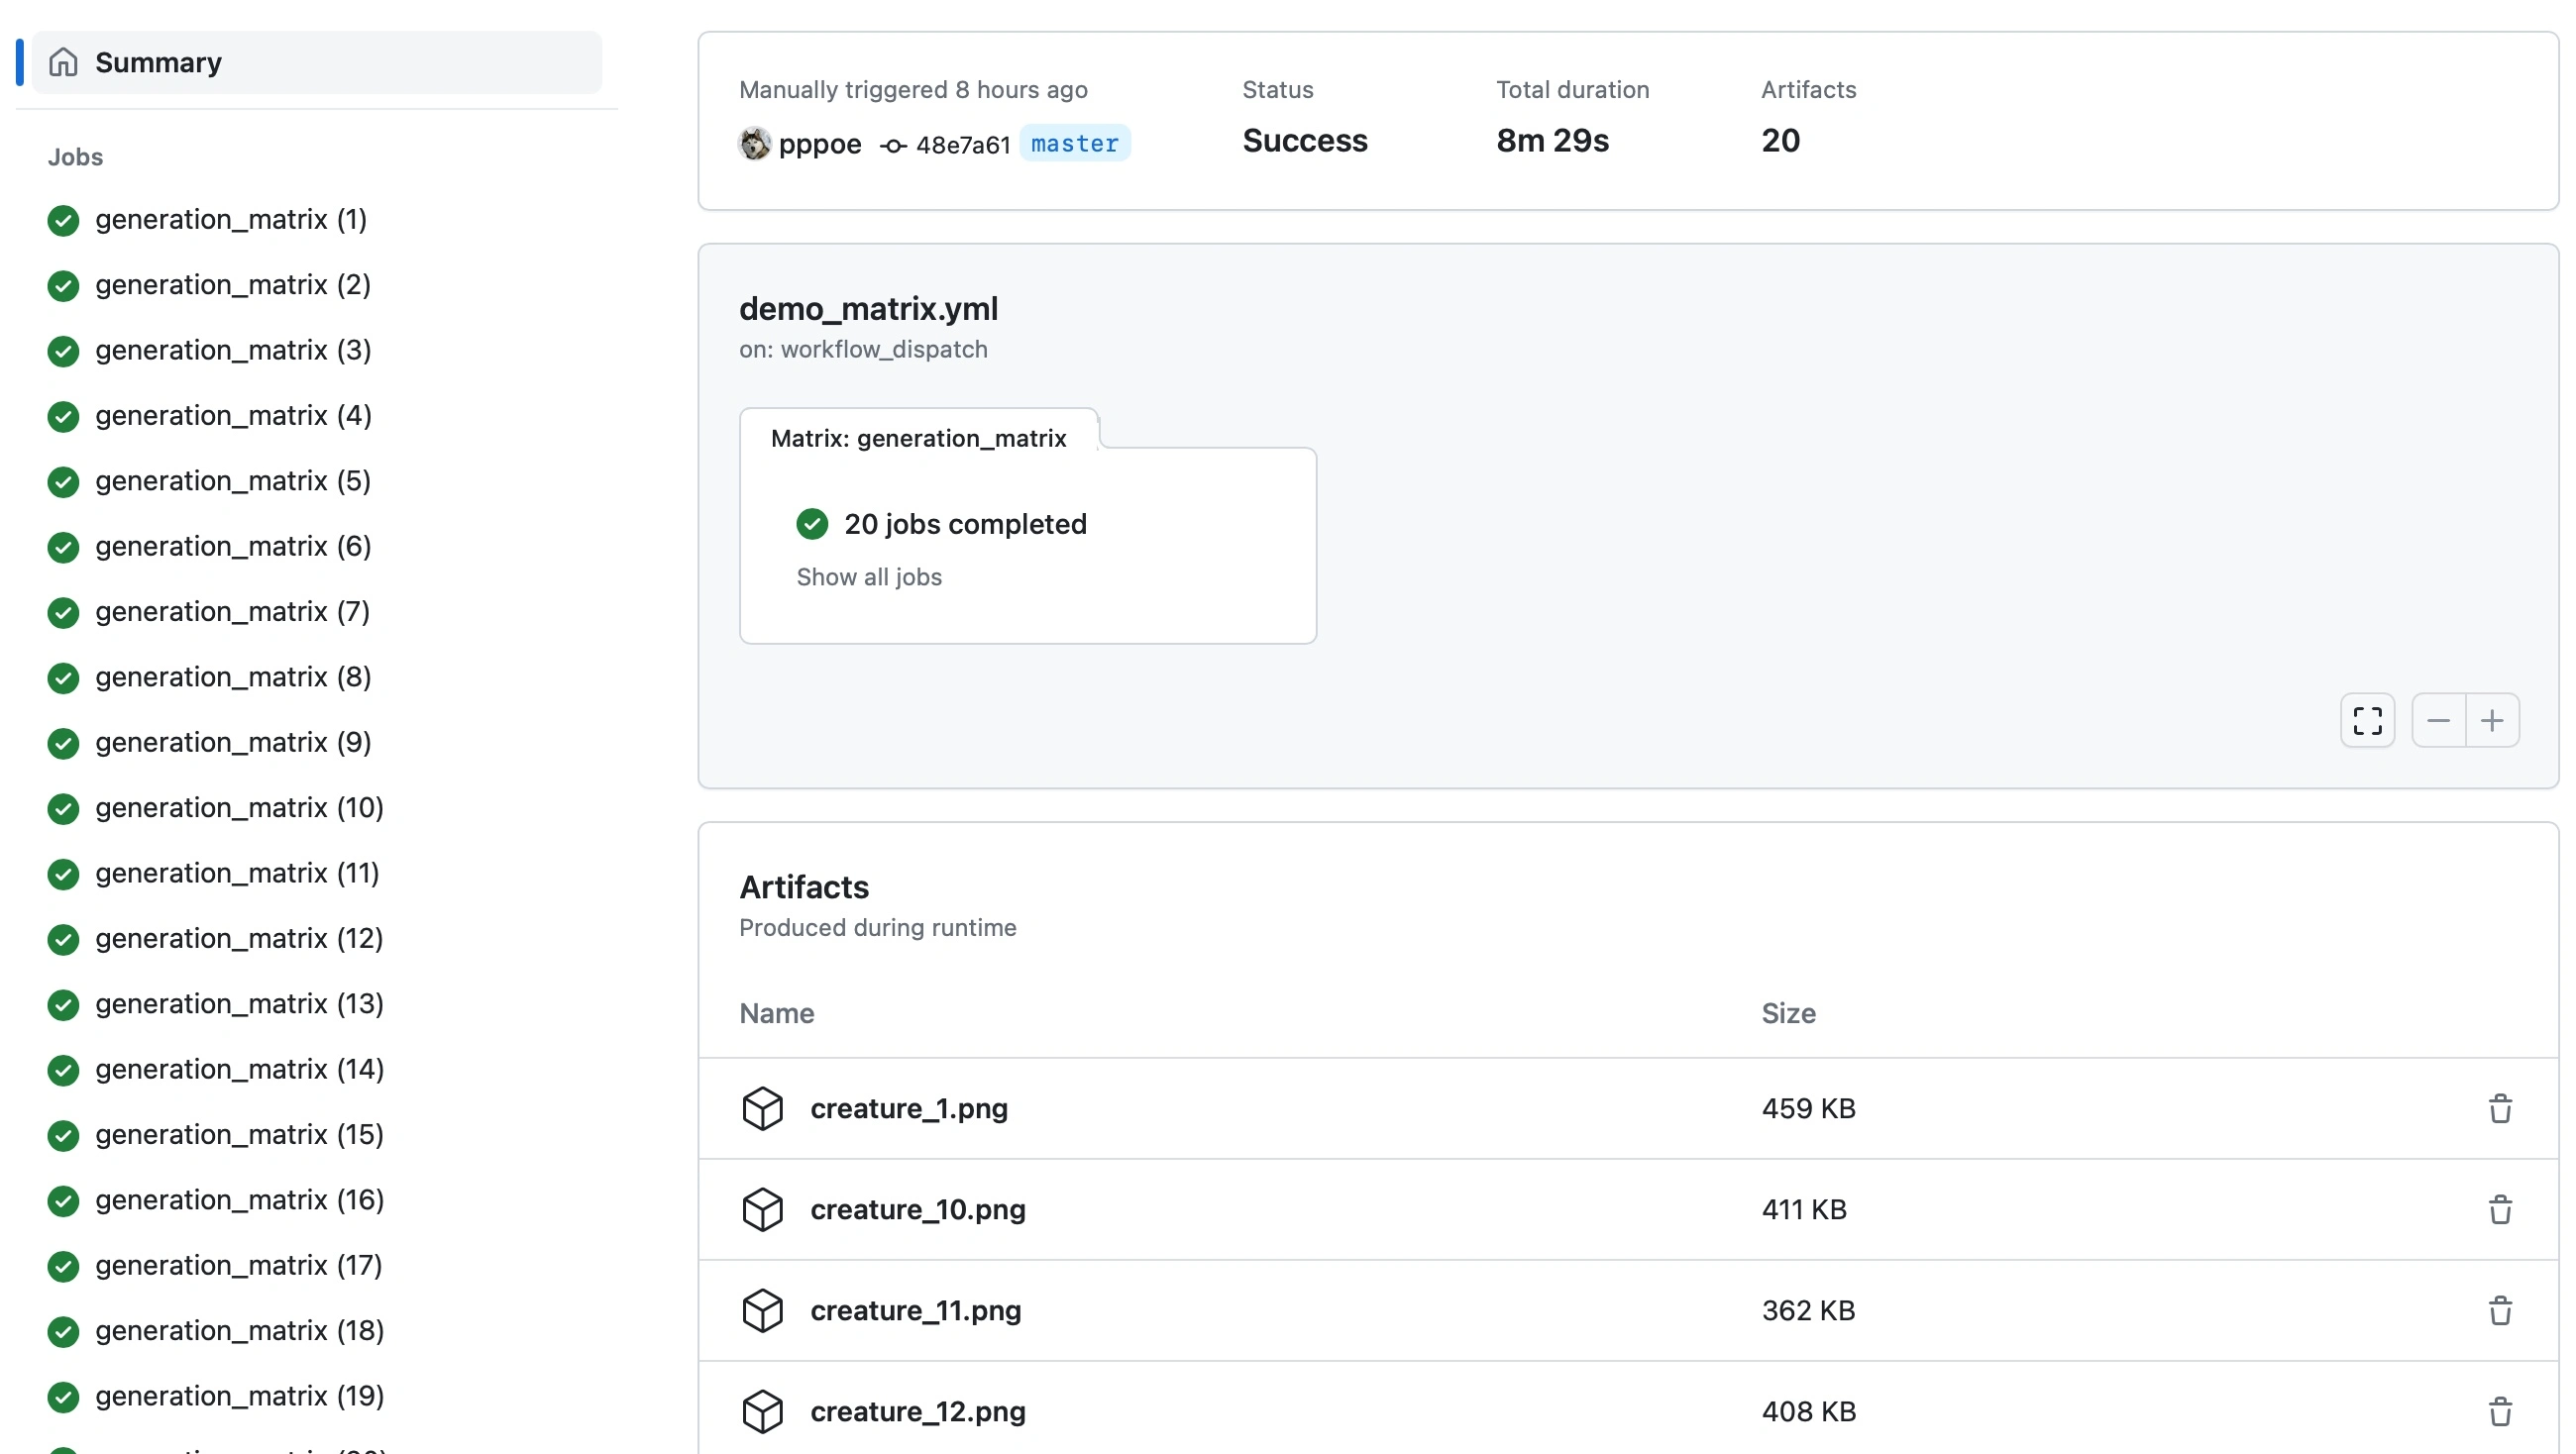 Summary
Jobs
generation_matrix (1)
generation_matrix (2)
generation_matrix (3)
generation_matrix (4)
generation_matrix (5)
generation_matrix (6)
generation_matrix (7)
generation_matrix (8)
generation_matrix (9)
generation_matrix (10)
generation_matrix (11)
generation_matrix (12)
generation_matrix (13)
generation_matrix (14)
generation_matrix (15)
generation_matrix (16)
generation_matrix (17)
generation_matrix (18)
generation_matrix (19)
Manually triggered 8 hours ago
pppoe 48e7a61 master
Status
Success
Total duration
8m 29s
Artifacts
20
demo_matrix.yml
on: workflow_dispatch
Matrix: generation_matrix
20 jobs completed
Show all jobs
Artifacts
Produced during runtime
Name Size
creature_1.png 459 KB
creature_10.png 411 KB
creature_11.png 362 KB
creature_12.png 408 KB